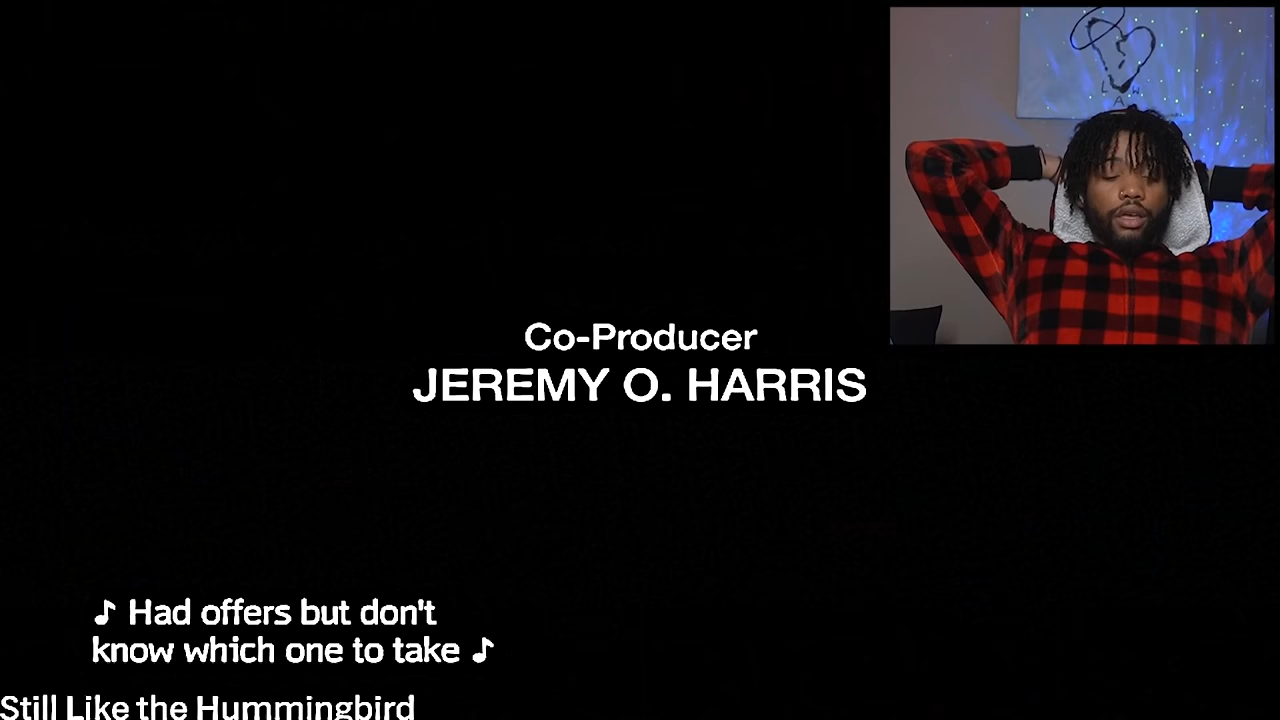 L W
A
Co-Producer
JEREMY O. HARRIS
♪ Had offers but don't
know which one to take ♪
Still Like the Hummingbird